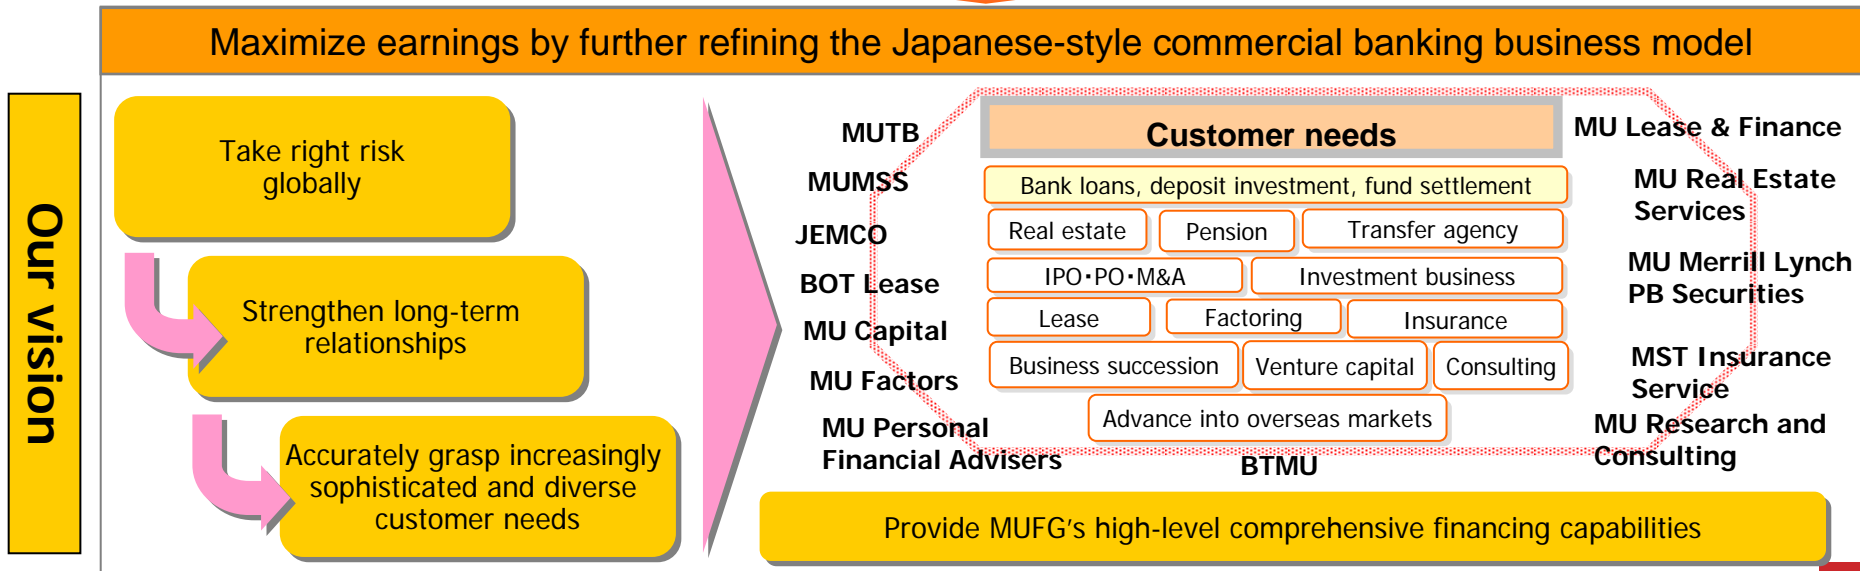 Maximize earnings by further refining the Japanese-style commercial banking business model
Our vision
Take right risk
globally
Strengthen long-term
relationships
Accurately grasp increasingly
sophisticated and diverse
customer needs
MUTB
MUMSS
JEMCO
BOT Lease
MU Capital
MU Factors
MU Personal
Financial Advisers
Customer needs
Bank loans, deposit investment, fund settlement
Real estate
Pension
Transfer agency
IPO・PO・M&A
Investment business
Lease
Factoring
Insurance
Business succession
Venture capital
Consulting
Advance into overseas markets
BTMU
MU Lease & Finance
MU Real Estate
Services
MU Merrill Lynch
PB Securities
MST Insurance
Service
MU Research and
Consulting
Provide MUFG's high-level comprehensive financing capabilities